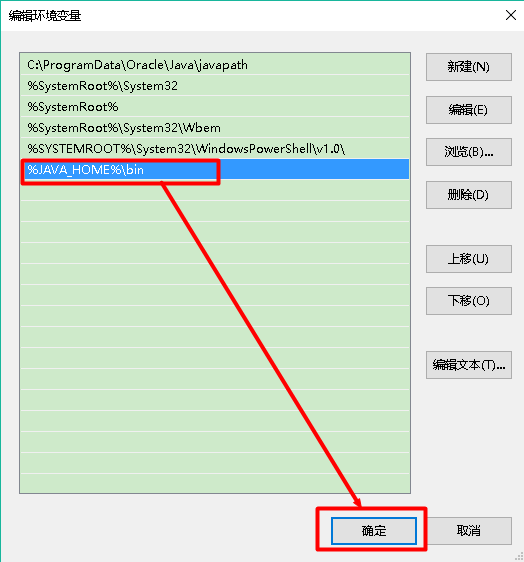 编辑环境变量
C:\ProgramData\Oracle\Java\javapath
%SystemRoot%\System32
%SystemRoot%
%SystemRoot%\System32\Wbem
%SYSTEMROOT%\System32\WindowsPowerShell\v1.0\
%JAVA_HOME%\bin
新建(N)
编辑(E)
浏览(B)...
删除(D)
上移(U)
下移(O)
编辑文本(T)...
确定
取消